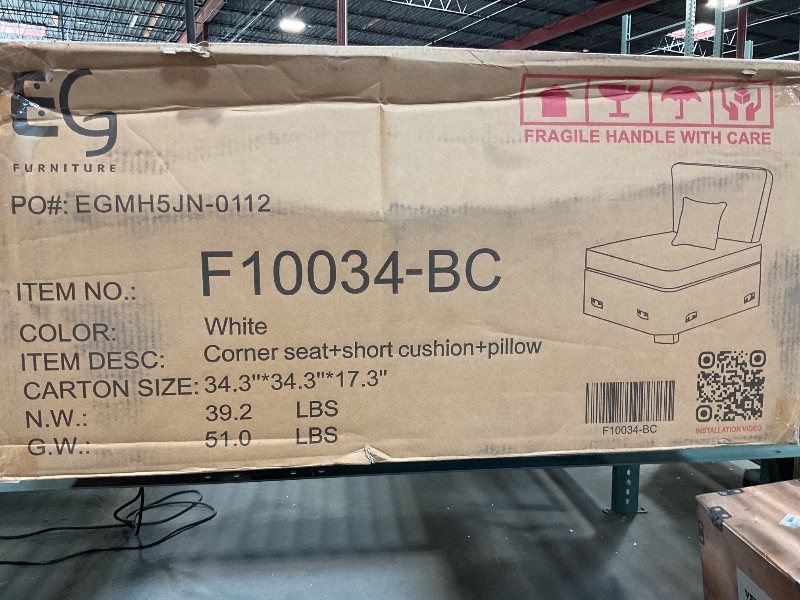 EG
FURNITURE
FRAGILE HANDLE WITH CARE
PO#: EGMH5JN-0112
ITEM NO.: F10034-BC
COLOR: White
ITEM DESC: Corner seat+short cushion+pillow
CARTON SIZE: 34.3"*34.3"*17.3"
N.W.: 39.2 LBS
G.W.: 51.0 LBS
F10034-BC
INSTALLATION VIDEO